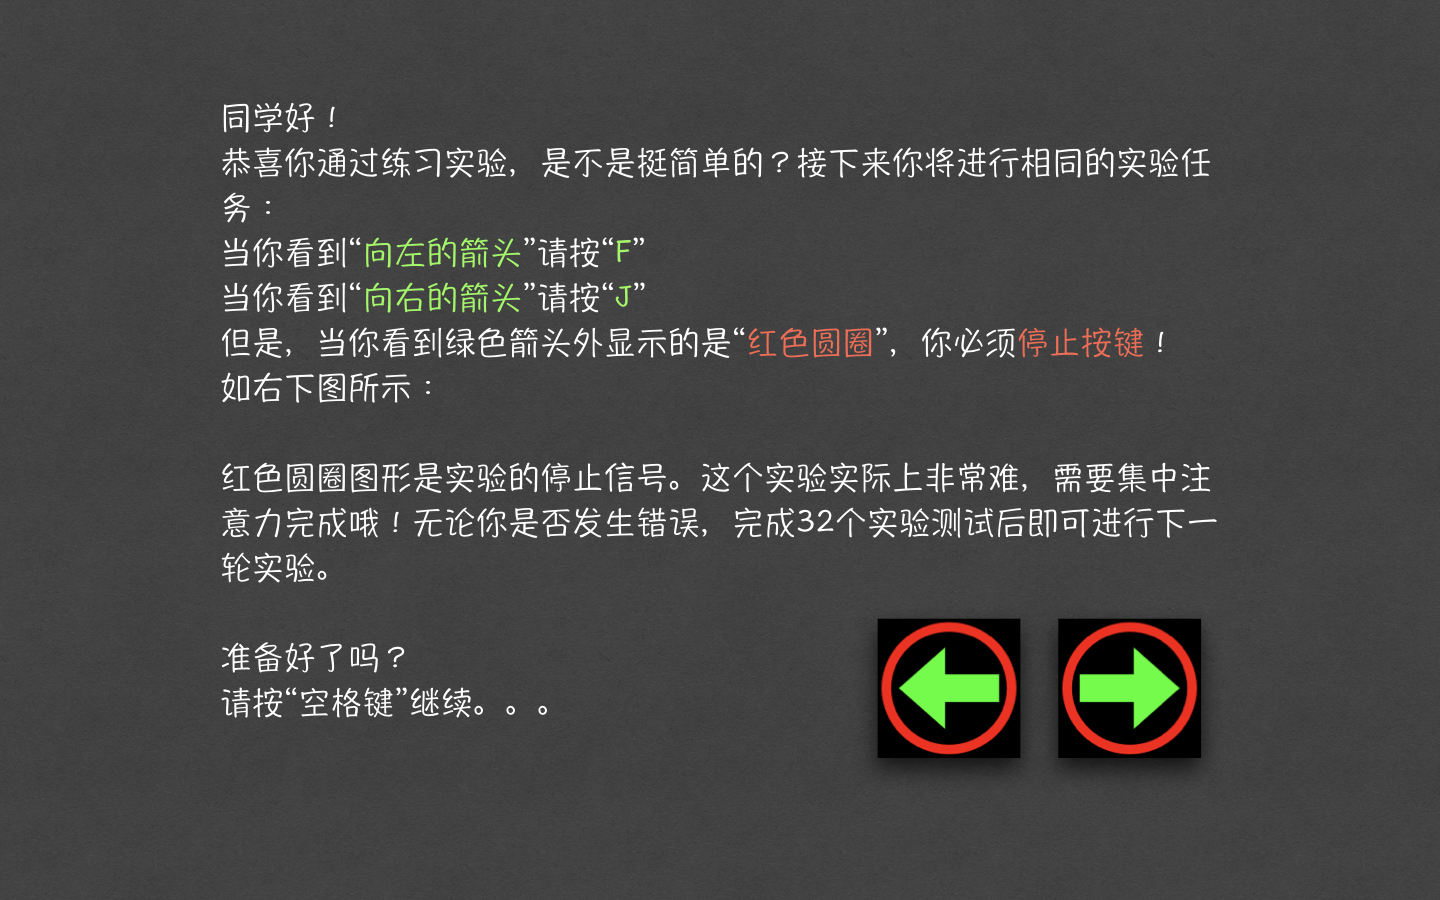 同学好！
恭喜你通过练习实验，是不是挺简单的？接下来你将进行相同的实验任
务：
当你看到“向左的箭头”请按“F”
当你看到“向右的箭头”请按“J”
但是，当你看到绿色箭头外显示的是“红色圆圈”，你必须停止按键！
如右下图所示：
红色圆圈图形是实验的停止信号。这个实验实际上非常难，需要集中注
意力完成哦！无论你是否发生错误，完成32个实验测试后即可进行下一
轮实验。
准备好了吗？
请按“空格键”继续。。。